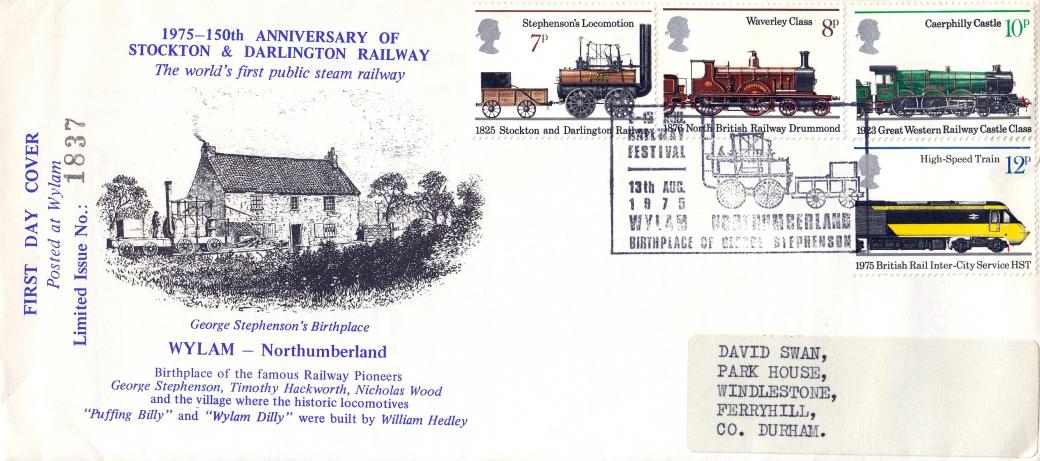 1975–150th ANNIVERSARY OF
STOCKTON & DARLINGTON RAILWAY
The world's first public steam railway
FIRST DAY COVER
Posted at Wylam
Limited Issue No.: 1837
George Stephenson's Birthplace
WYLAM – Northumberland
Birthplace of the famous Railway Pioneers
George Stephenson, Timothy Hackworth, Nicholas Wood
and the village where the historic locomotives
"Puffing Billy" and "Wylam Dilly" were built by William Hedley
Stephenson's Locomotion
7p
1825 Stockton and Darlington Railway
Waverley Class
8p
1876 North British Railway Drummond
Caerphilly Castle
10p
1923 Great Western Railway Castle Class
High-Speed Train
12p
1975 British Rail Inter-City Service HST
AUG.
RAILWAY
FESTIVAL
13th AUG.
1975
WYLAM NORTHUMBERLAND
BIRTHPLACE OF GEORGE STEPHENSON
DAVID SWAN,
PARK HOUSE,
WINDLESTONE,
FERRYHILL,
CO. DURHAM.